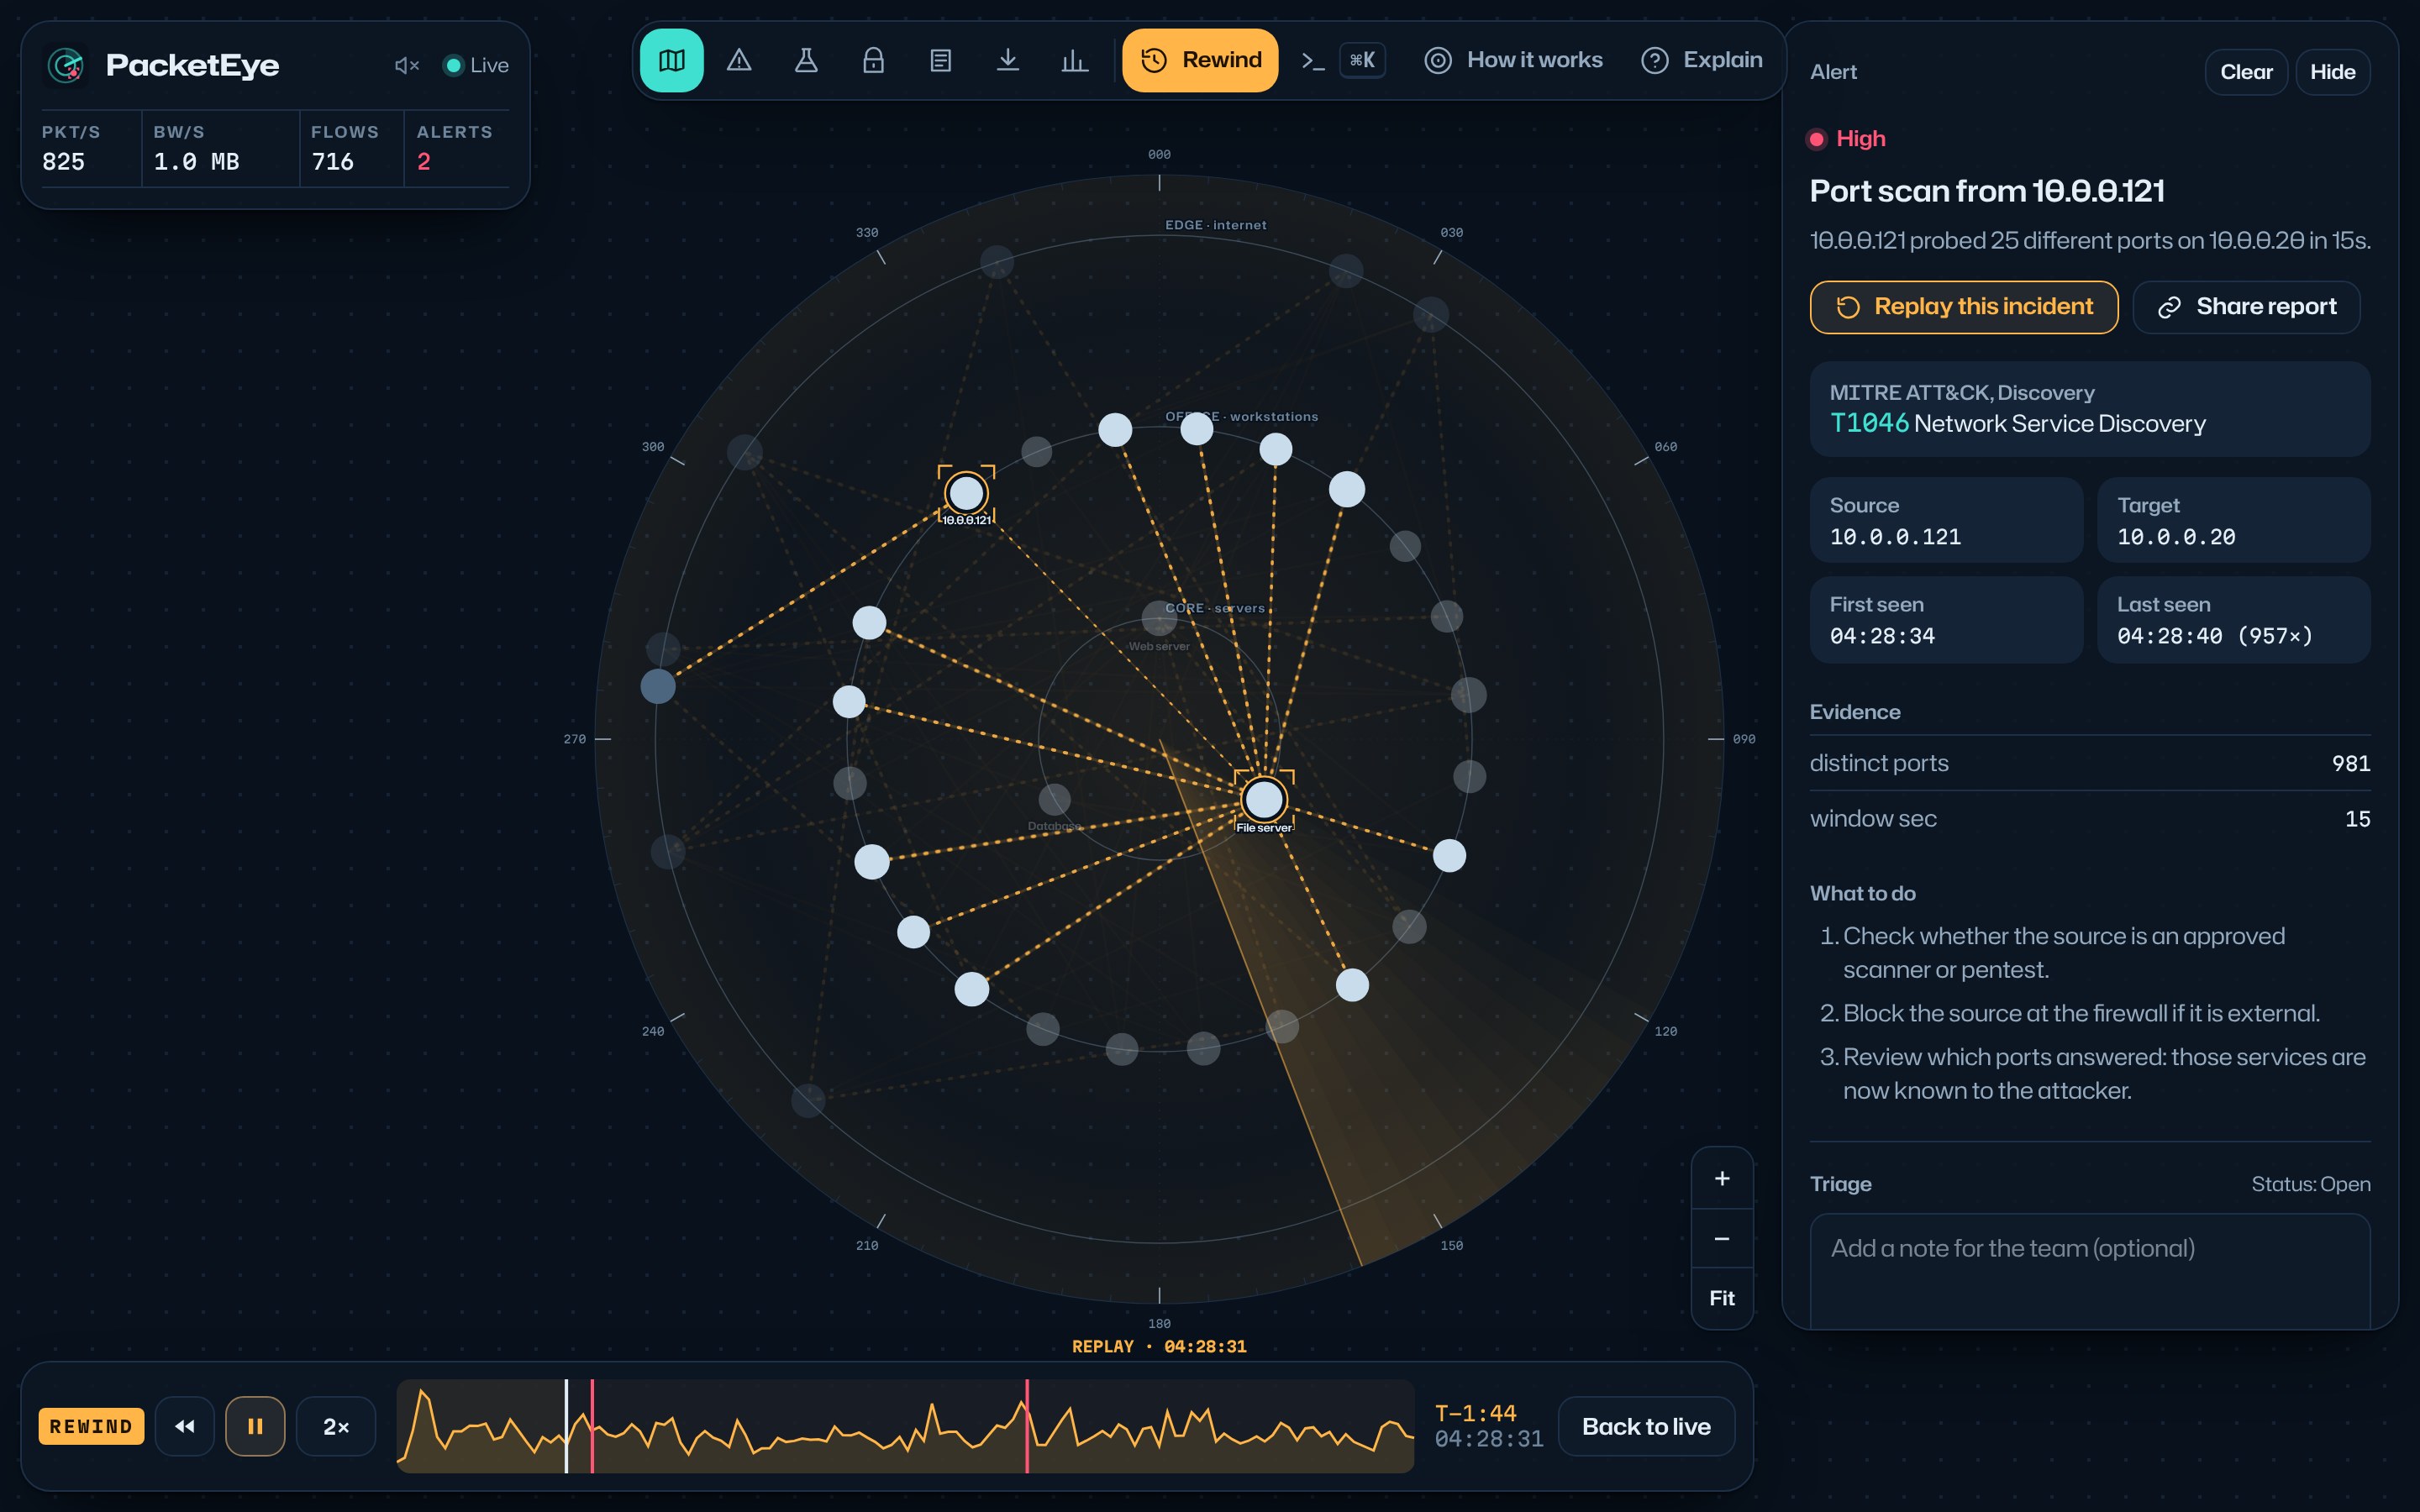 PacketEye
Live
PKT/S
825
BW/S
1.0 MB
FLOWS
716
ALERTS
2
Rewind
⌘K
How it works
Explain
000
030
060
090
120
150
180
210
240
270
300
330
EDGE · internet
OFFICE · workstations
CORE · servers
10.0.0.121
Web server
Database
File server
+
−
Fit
REPLAY · 04:28:31
REWIND
2×
T−1:44
04:28:31
Back to live
Alert
Clear
Hide
High
Port scan from 10.0.0.121
10.0.0.121 probed 25 different ports on 10.0.0.20 in 15s.
Replay this incident
Share report
MITRE ATT&CK, Discovery
T1046 Network Service Discovery
Source
10.0.0.121
Target
10.0.0.20
First seen
04:28:34
Last seen
04:28:40 (957×)
Evidence
distinct ports 981
window sec 15
What to do
1. Check whether the source is an approved
scanner or pentest.
2. Block the source at the firewall if it is external.
3. Review which ports answered: those services are
now known to the attacker.
Triage
Status: Open
Add a note for the team (optional)